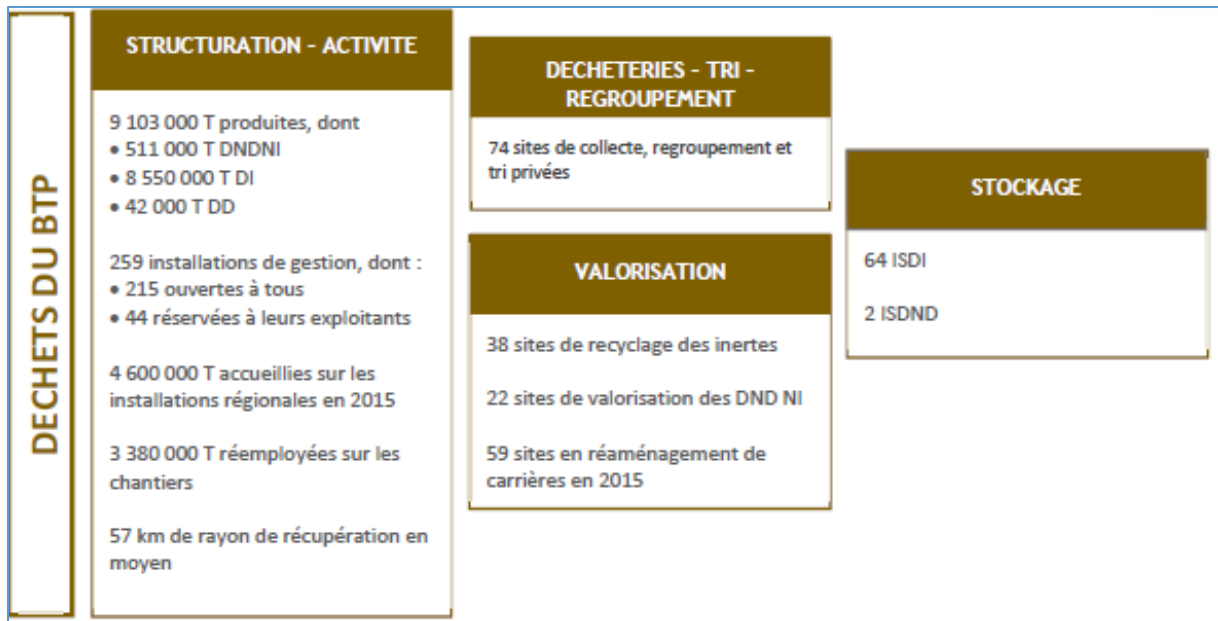 DECHETS DU BTP
STRUCTURATION - ACTIVITE
9 103 000 T produites, dont
• 511 000 T DNDNI
• 8 550 000 T DI
• 42 000 T DD
259 installations de gestion, dont :
• 215 ouvertes à tous
• 44 réservées à leurs exploitants
4 600 000 T accueillies sur les
installations régionales en 2015
3 380 000 T réemployées sur les
chantiers
57 km de rayon de récupération en
moyen
DECHETERIES - TRI -
REGROUPEMENT
74 sites de collecte, regroupement et
tri privées
VALORISATION
38 sites de recyclage des inertes
22 sites de valorisation des DND NI
59 sites en réaménagement de
carrières en 2015
STOCKAGE
64 ISDI
2 ISDND